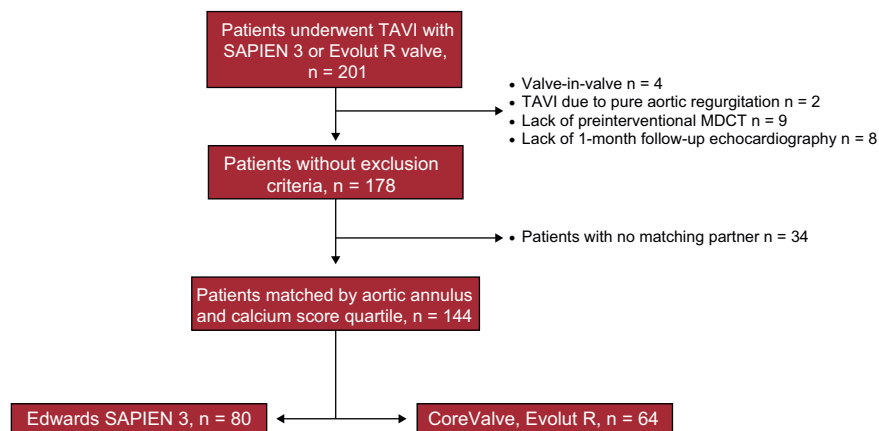 Patients underwent TAVI with
SAPIEN 3 or Evolut R valve,
n = 201
• Valve-in-valve n = 4
• TAVI due to pure aortic regurgitation n = 2
• Lack of preinterventional MDCT n = 9
• Lack of 1-month follow-up echocardiography n = 8
Patients without exclusion
criteria, n = 178
• Patients with no matching partner n = 34
Patients matched by aortic annulus
and calcium score quartile, n = 144
Edwards SAPIEN 3, n = 80
CoreValve, Evolut R, n = 64